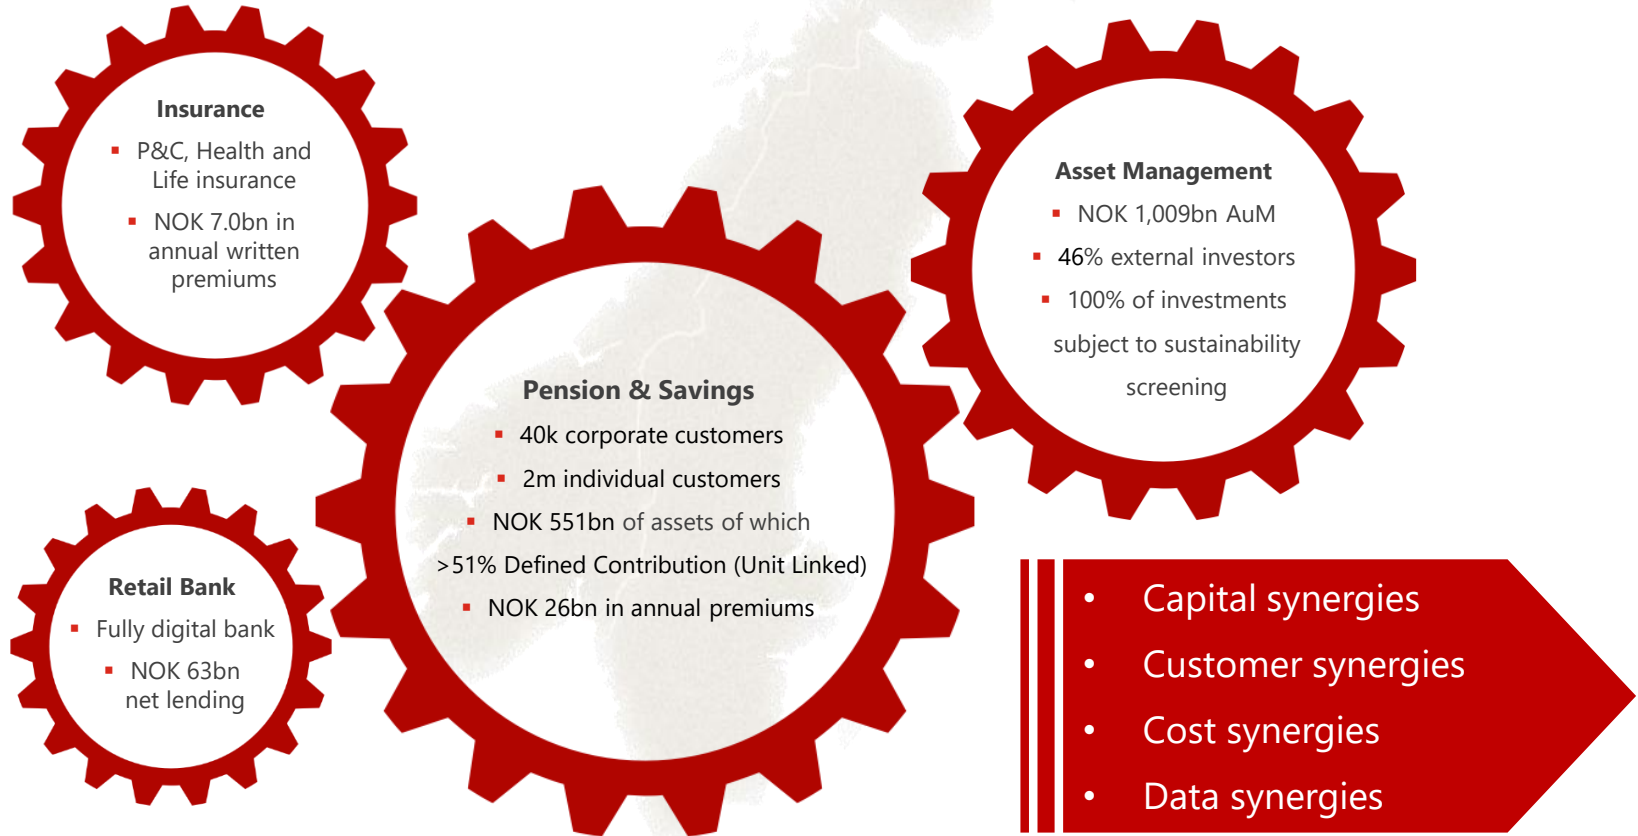 Insurance
▪ P&C, Health and
Life insurance
▪ NOK 7.0bn in
annual written
premiums
Asset Management
▪ NOK 1,009bn AuM
▪ 46% external investors
▪ 100% of investments
subject to sustainability
screening
Pension & Savings
▪ 40k corporate customers
▪ 2m individual customers
▪ NOK 551bn of assets of which
>51% Defined Contribution (Unit Linked)
▪ NOK 26bn in annual premiums
Retail Bank
▪ Fully digital bank
▪ NOK 63bn
net lending
• Capital synergies
• Customer synergies
• Cost synergies
• Data synergies